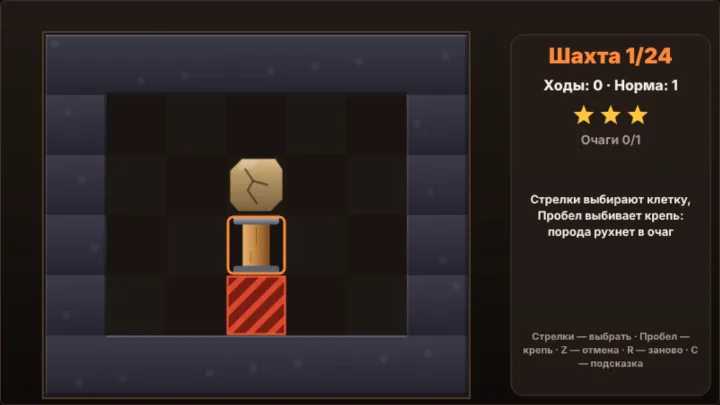 Шахта 1/24
Ходы: 0 · Норма: 1
Очаги 0/1
Стрелки выбирают клетку,
Пробел выбивает крепь:
порода рухнет в очаг
Стрелки — выбрать · Пробел —
крепь · Z — отмена · R — заново · C
— подсказка